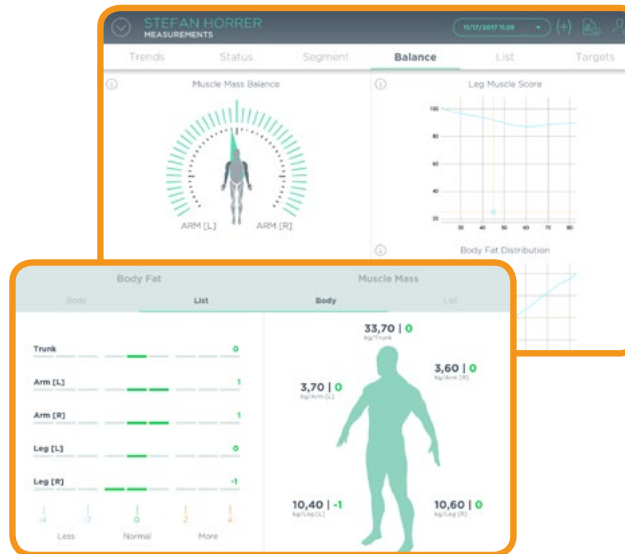 STEFAN HORRER
MEASUREMENTS
11/17/2017 11:28
(+)
Trends Status Segment Balance List Targets
Muscle Mass Balance
ARM [L] ARM [R]
Leg Muscle Score
100
80
60
40
20
30 40 50 60 70 80
Body Fat Distribution
Body Fat
Body List
Trunk 0
Arm [L] 1
Arm [R] 1
Leg [L] 0
Leg [R] -1
-4 -2 0 2 4
Less Normal More
Muscle Mass
Body List
33,70 | 0
kg/Trunk
3,70 | 0
kg/Arm [L]
3,60 | 0
kg/Arm [R]
10,40 | -1
kg/Leg [L]
10,60 | 0
kg/Leg [R]